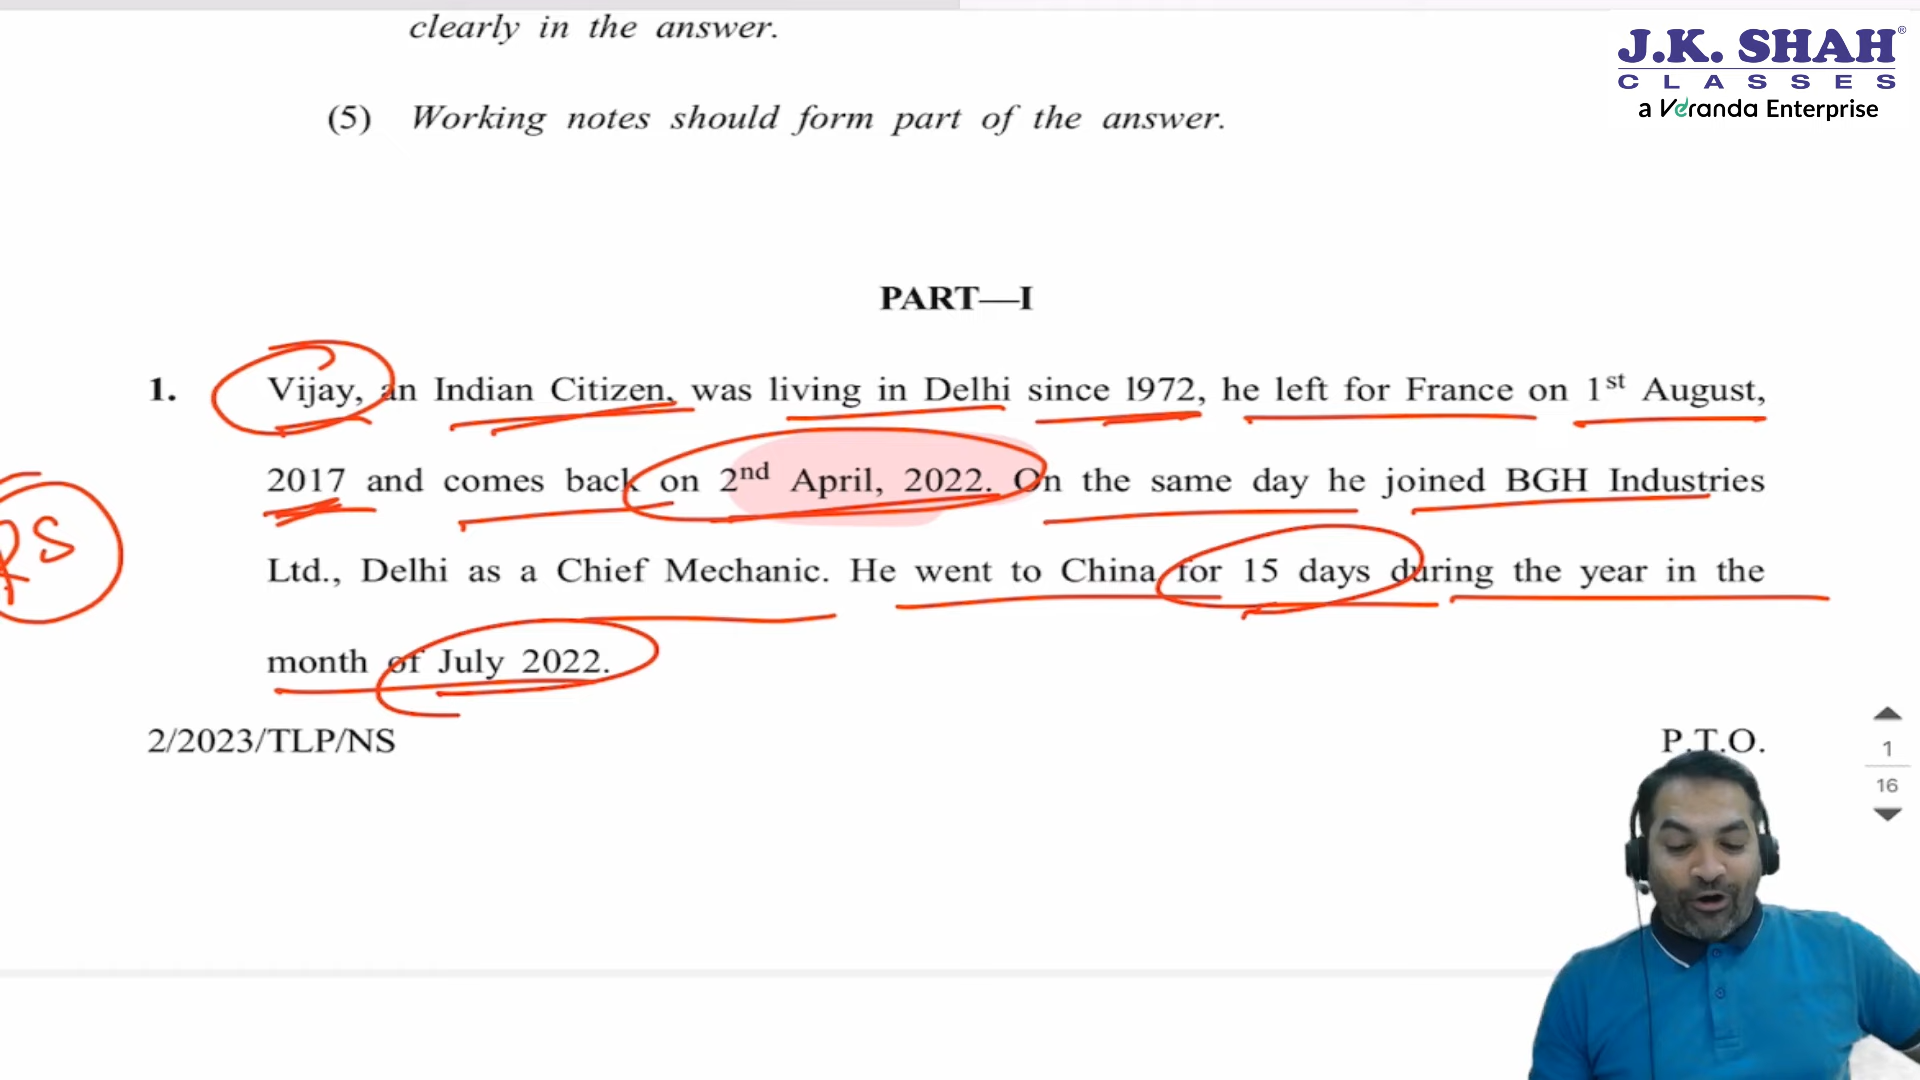 clearly in the answer.
J.K. SHAH®
CLASSES
a Veranda Enterprise
(5) Working notes should form part of the answer.
PART—I
1. Vijay, an Indian Citizen, was living in Delhi since 1972, he left for France on 1st August,
2017 and comes back on 2nd April, 2022. On the same day he joined BGH Industries
RS
Ltd., Delhi as a Chief Mechanic. He went to China for 15 days during the year in the
month of July 2022.
2/2023/TLP/NS
P.T.O.
1
16